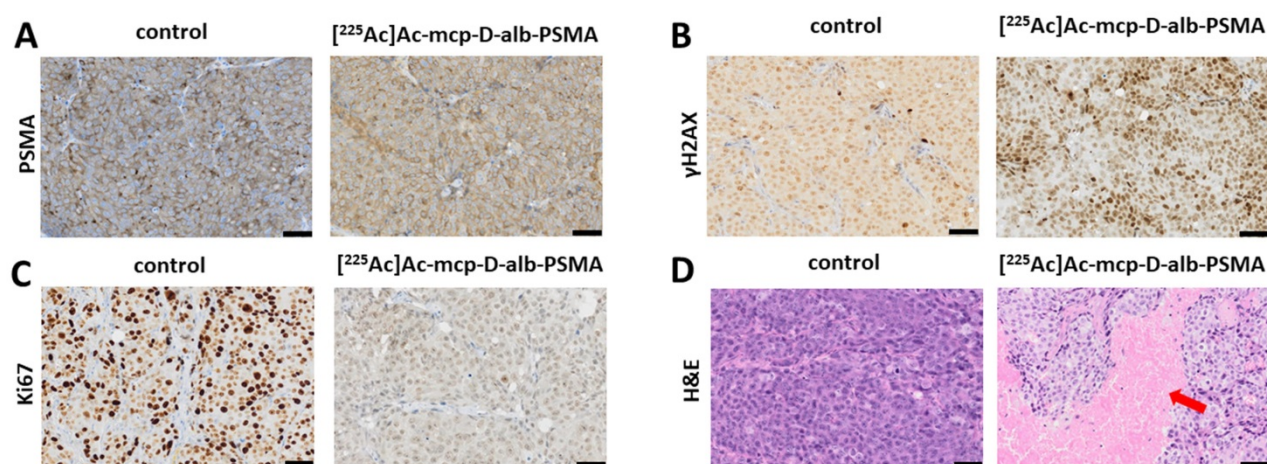 A
control
[²²⁵Ac]Ac-mcp-D-alb-PSMA
PSMA
B
control
[²²⁵Ac]Ac-mcp-D-alb-PSMA
γH2AX
C
control
[²²⁵Ac]Ac-mcp-D-alb-PSMA
Ki67
D
control
[²²⁵Ac]Ac-mcp-D-alb-PSMA
H&E